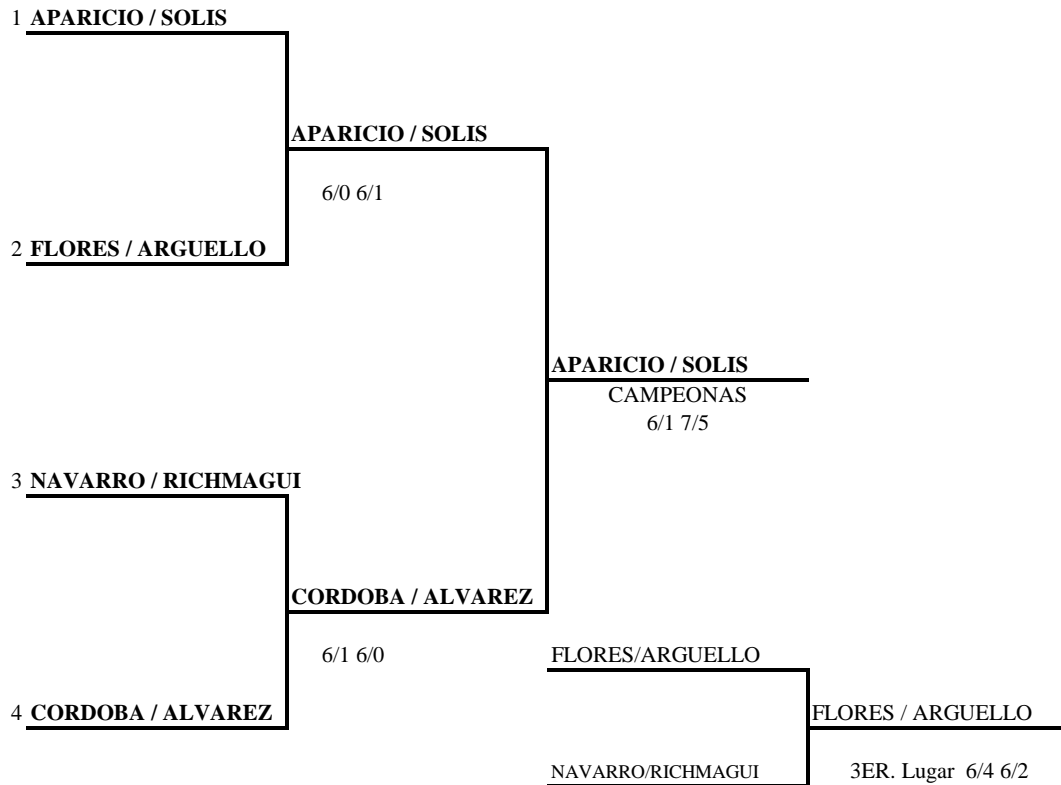 1 APARICIO / SOLIS
APARICIO / SOLIS
6/0 6/1
2 FLORES / ARGUELLO
APARICIO / SOLIS
CAMPEONAS
6/1 7/5
3 NAVARRO / RICHMAGUI
CORDOBA / ALVAREZ
6/1 6/0
FLORES/ARGUELLO
4 CORDOBA / ALVAREZ
FLORES / ARGUELLO
NAVARRO/RICHMAGUI
3ER. Lugar 6/4 6/2